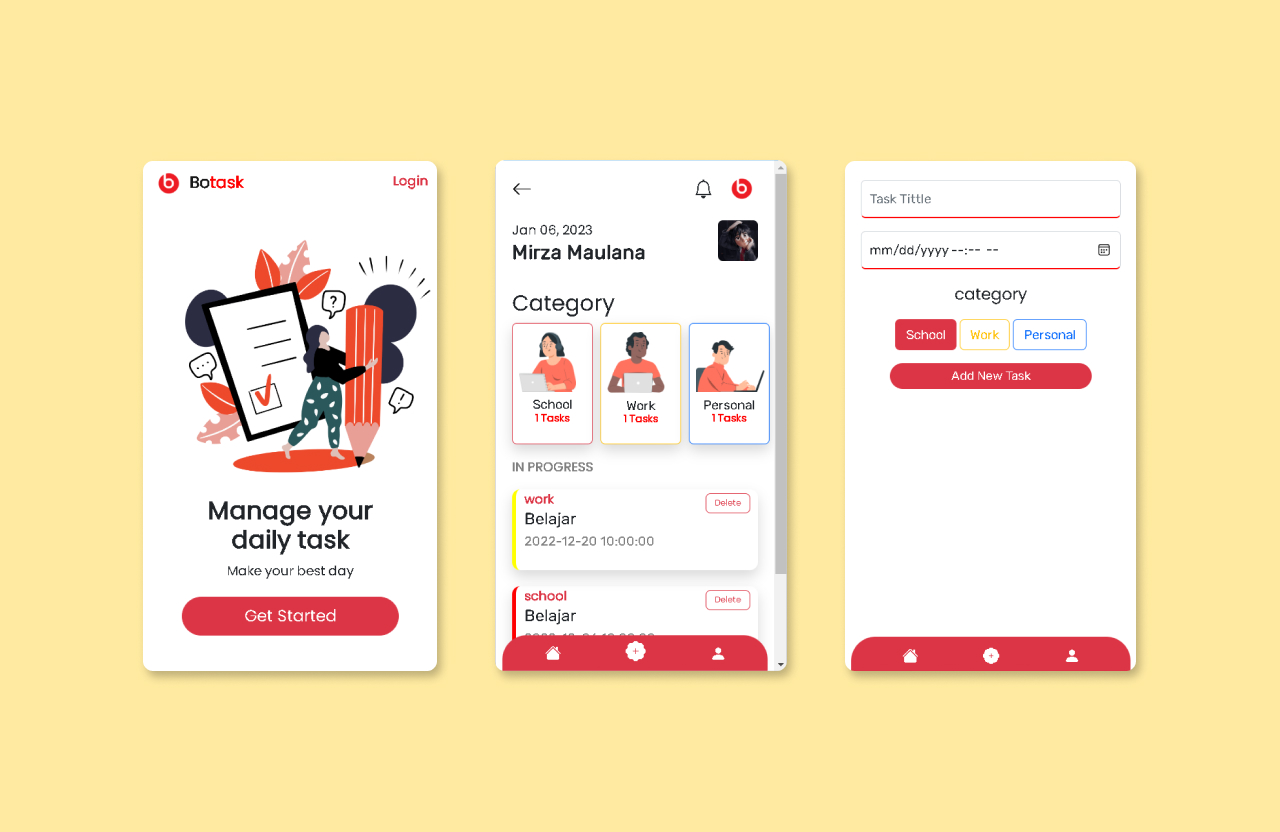 Botask
Login
?
!
Manage your
daily task
Make your best day
Get Started
Jan 06, 2023
Mirza Maulana
Category
School
1 Tasks
Work
1 Tasks
Personal
1 Tasks
IN PROGRESS
work
Delete
Belajar
2022-12-20 10:00:00
school
Delete
Belajar
Task Tittle
mm/dd/yyyy --:-- --
category
School
Work
Personal
Add New Task